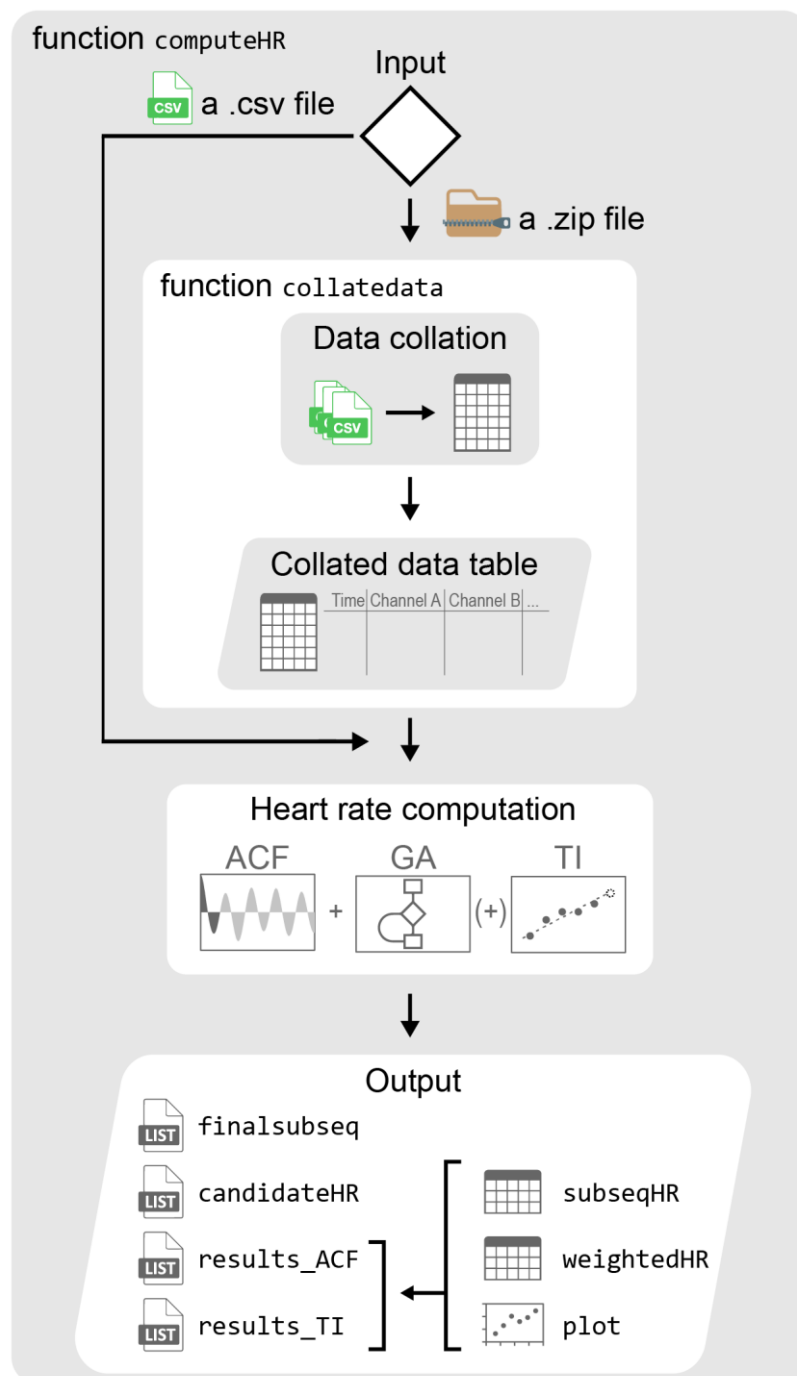 function computeHR
Input
CSV a .csv file
a .zip file
function collatedata
Data collation
CSV
Collated data table
Time Channel A Channel B ...
Heart rate computation
ACF GA TI
+ (+)
Output
LIST finalsubseq
LIST candidateHR
subseqHR
LIST results_ACF
weightedHR
LIST results_TI
plot